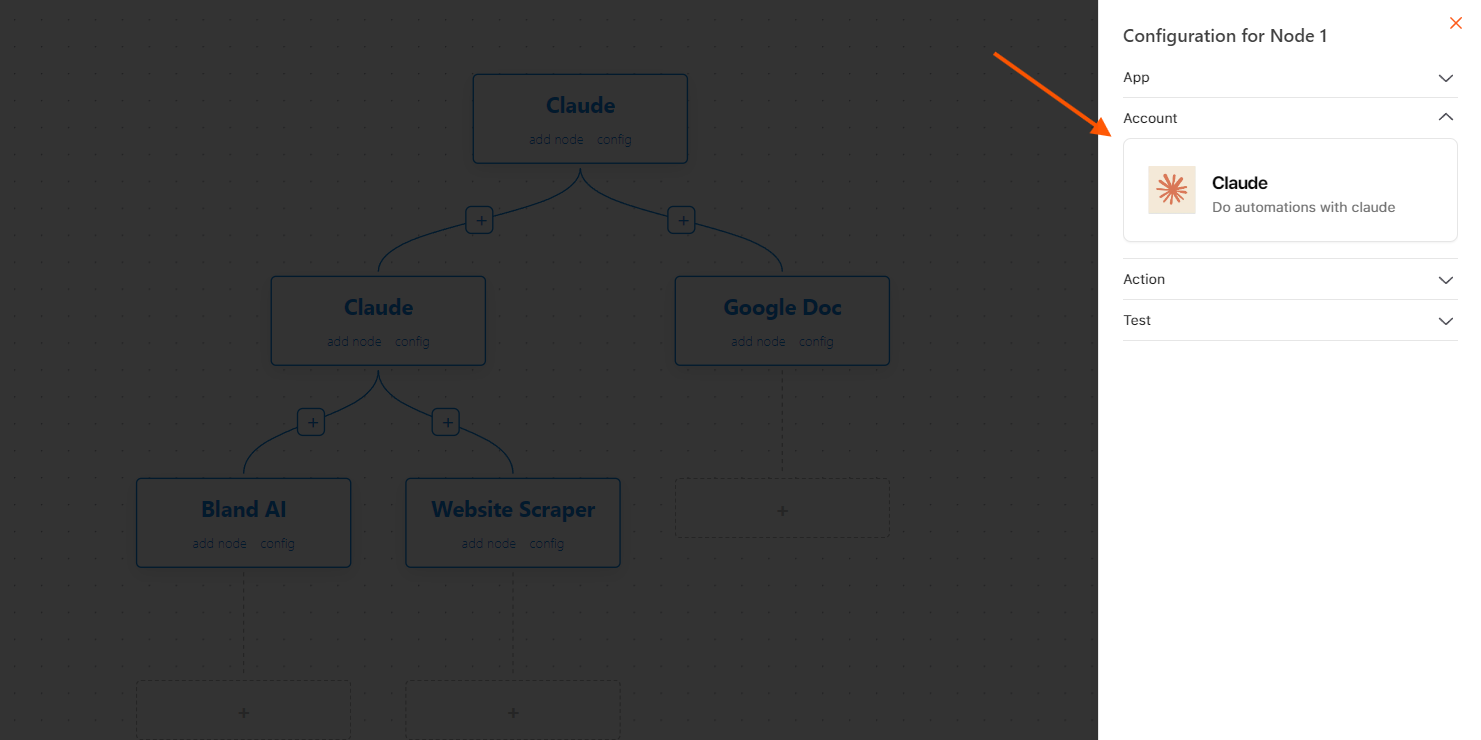 Configuration for Node 1
App
Account
Claude
Do automations with claude
Action
Test
Claude
add node config
Claude
add node config
Google Doc
add node config
Bland AI
add node config
Website Scraper
add node config